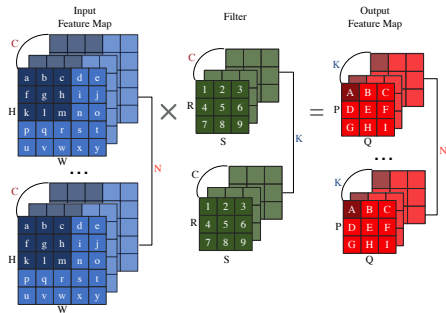 Input
Feature Map
Filter
Output
Feature Map
C
a b c d e
f g h i j
k l m n o
p q r s t
u v w x y
H
W
N
C
1 2 3
4 5 6
7 8 9
R
S
K
K
A B C
D E F
G H I
P
Q
N
...
...
C
a b c d e
f g h i j
k l m n o
p q r s t
u v w x y
H
W
C
1 2 3
4 5 6
7 8 9
R
S
K
A B C
D E F
G H I
P
Q